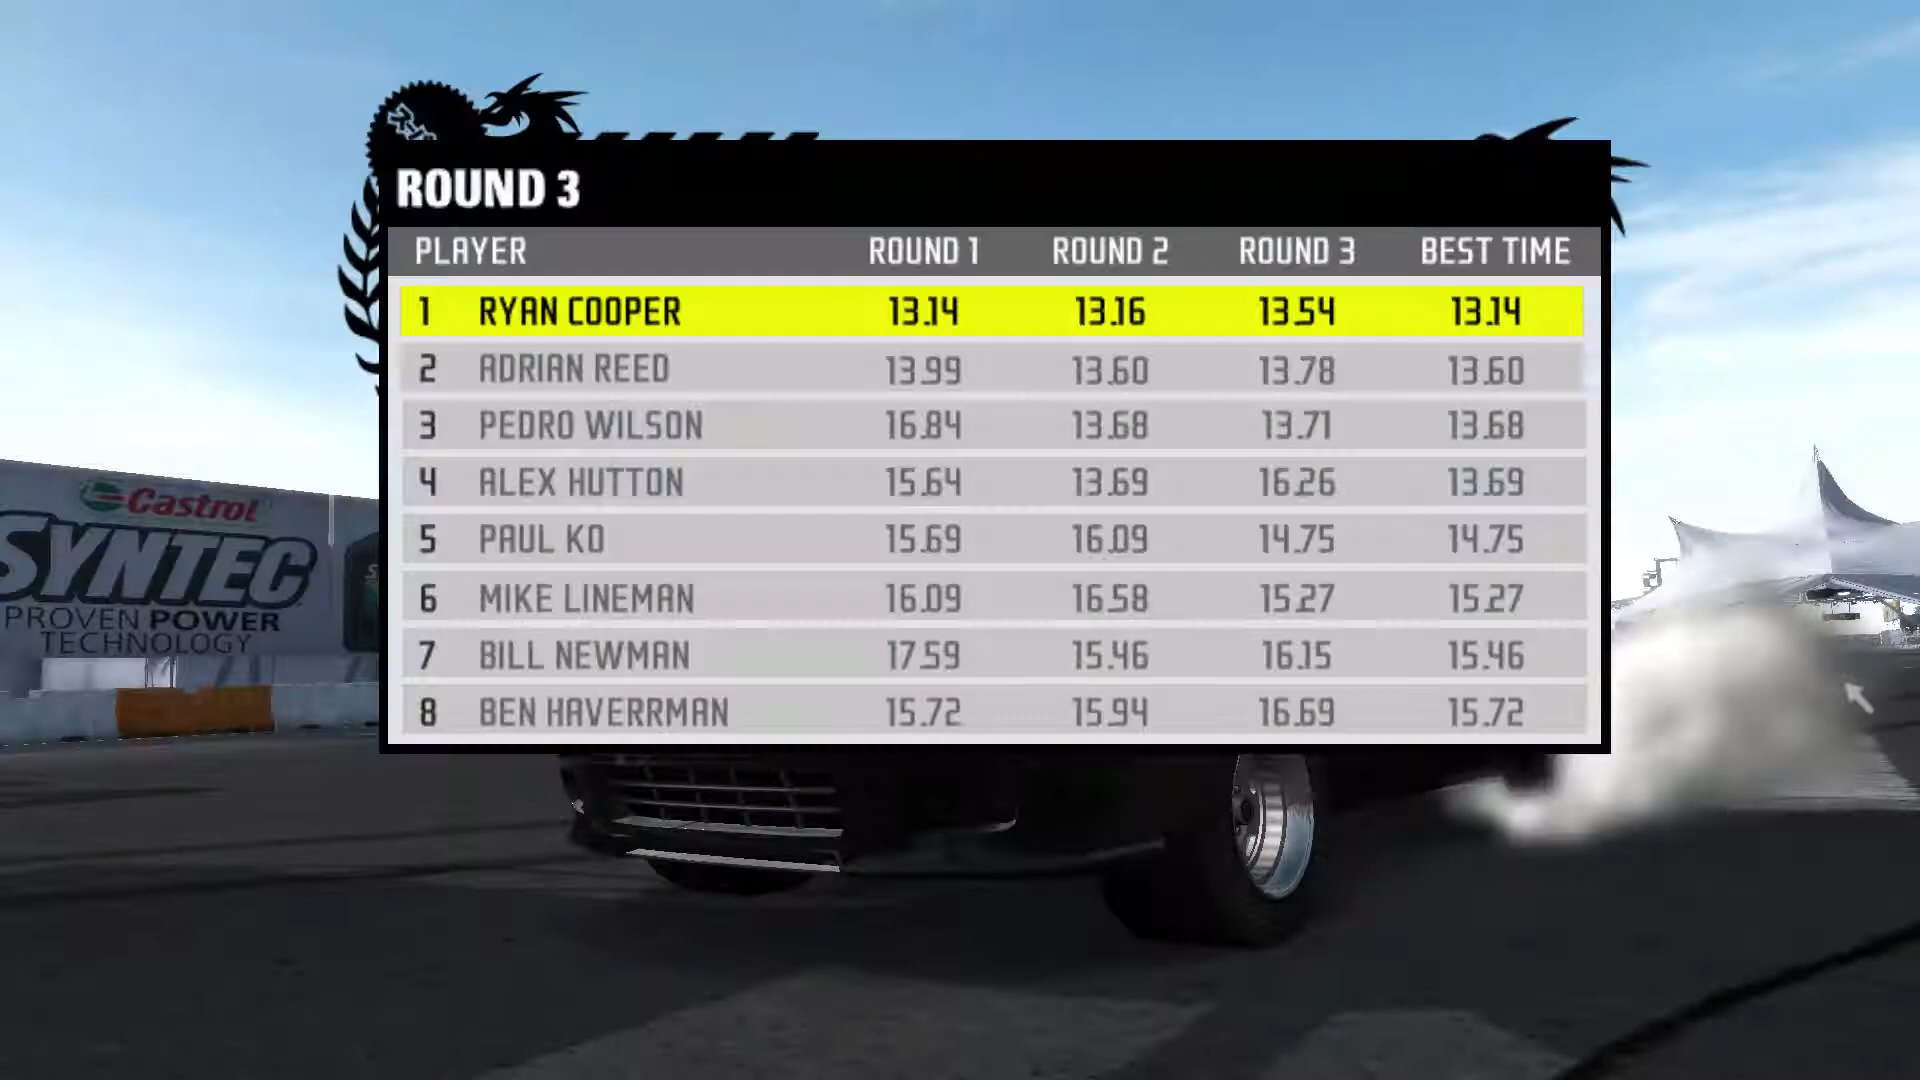 ROUND 3
PLAYER ROUND 1 ROUND 2 ROUND 3 BEST TIME
1 RYAN COOPER 13.14 13.16 13.54 13.14
2 ADRIAN REED 13.99 13.60 13.78 13.60
3 PEDRO WILSON 16.84 13.68 13.71 13.68
4 ALEX HUTTON 15.64 13.69 16.26 13.69
5 PAUL KO 15.69 16.09 14.75 14.75
6 MIKE LINEMAN 16.09 16.58 15.27 15.27
7 BILL NEWMAN 17.59 15.46 16.15 15.46
8 BEN HAVERRMAN 15.72 15.94 16.69 15.72
Castrol
SYNTEC
PROVEN POWER
TECHNOLOGY